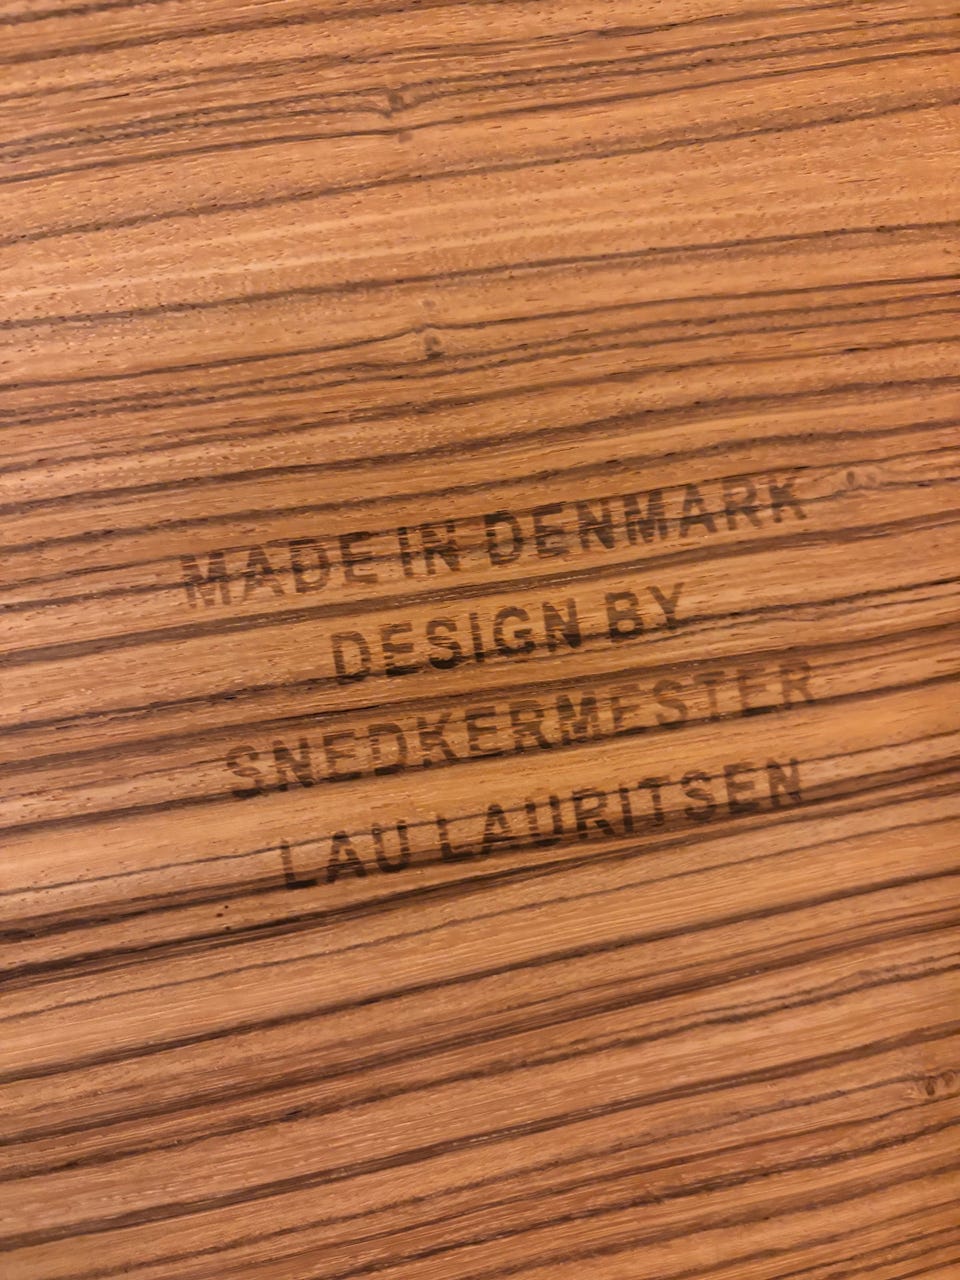 MADE IN DENMARK
DESIGN BY
SNEDKERMESTER
LAU LAURITSEN